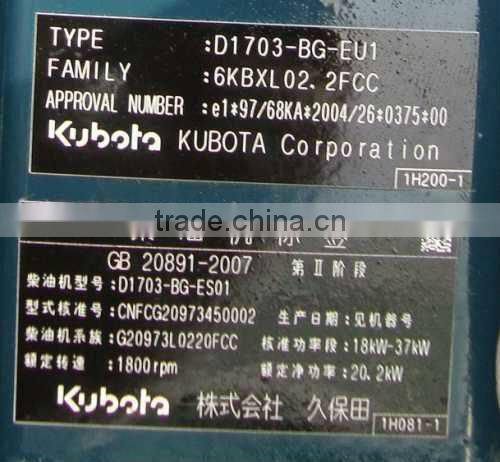 TYPE :D1703-BG-EU1
FAMILY :6KBXL02.2FCC
APPROVAL NUMBER :e1*97/68KA*2004/26*0375*00
Kubota KUBOTA Corporation
1H200-1
trade.china.cn
GB 20891-2007 第Ⅱ阶段
柴油机型号:D1703-BG-ES01
型式核准号:CNFCG20973450002 生产日期:见机器号
柴油机系族:G20973L0220FCC 核准功率段:18kW-37kW
额定转速 :1800rpm 额定净功率:20.2kW
Kubota 株式会社 久保田
1H081-1